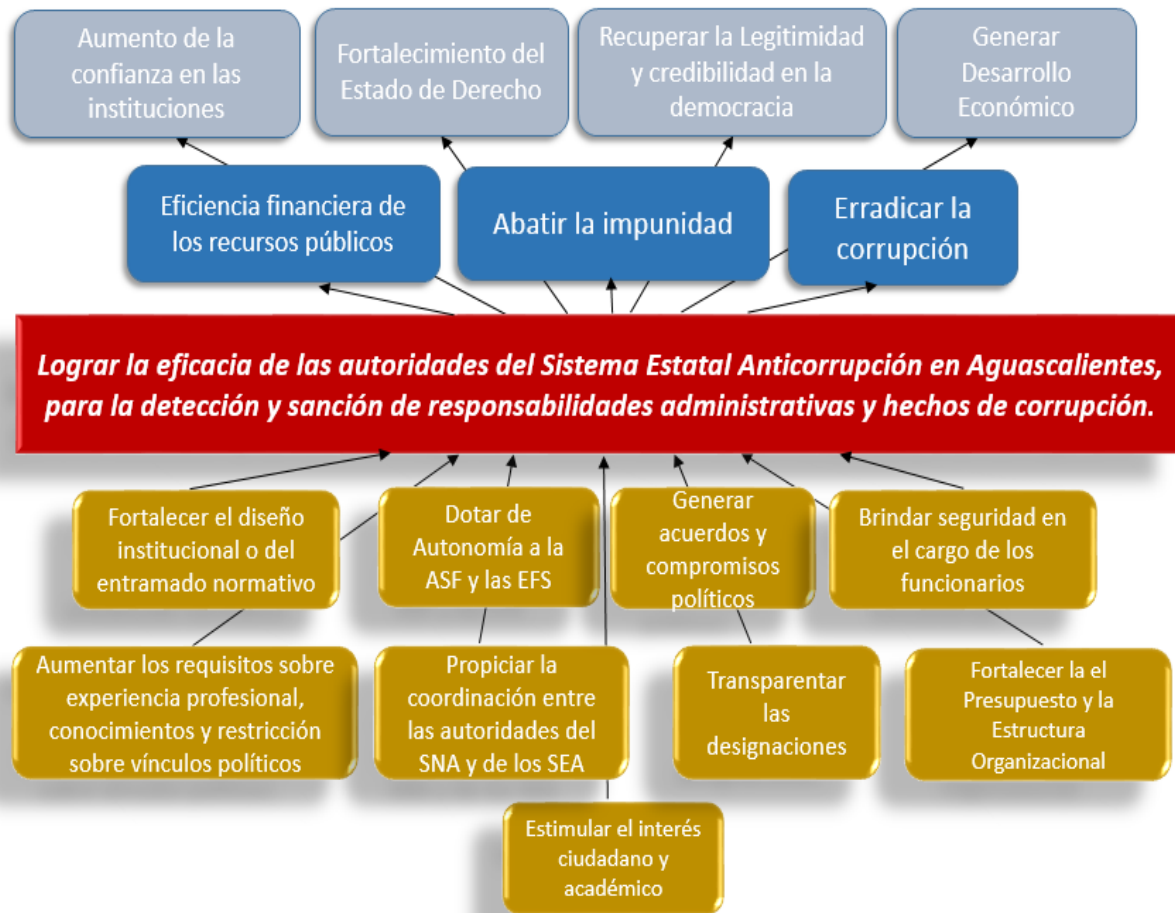 Aumento de la
confianza en las
instituciones
Fortalecimiento del
Estado de Derecho
Recuperar la Legitimidad
y credibilidad en la
democracia
Generar
Desarrollo
Económico
Eficiencia financiera de
los recursos públicos
Abatir la impunidad
Erradicar la
corrupción
Lograr la eficacia de las autoridades del Sistema Estatal Anticorrupción en Aguascalientes,
para la detección y sanción de responsabilidades administrativas y hechos de corrupción.
Fortalecer el diseño
institucional o del
entramado normativo
Dotar de
Autonomía a la
ASF y las EFS
Generar
acuerdos y
compromisos
políticos
Brindar seguridad en
el cargo de los
funcionarios
Aumentar los requisitos sobre
experiencia profesional,
conocimientos y restricción
sobre vínculos políticos
Propiciar la
coordinación entre
las autoridades del
SNA y de los SEA
Transparentar
las
designaciones
Fortalecer la el
Presupuesto y la
Estructura
Organizacional
Estimular el interés
ciudadano y
académico